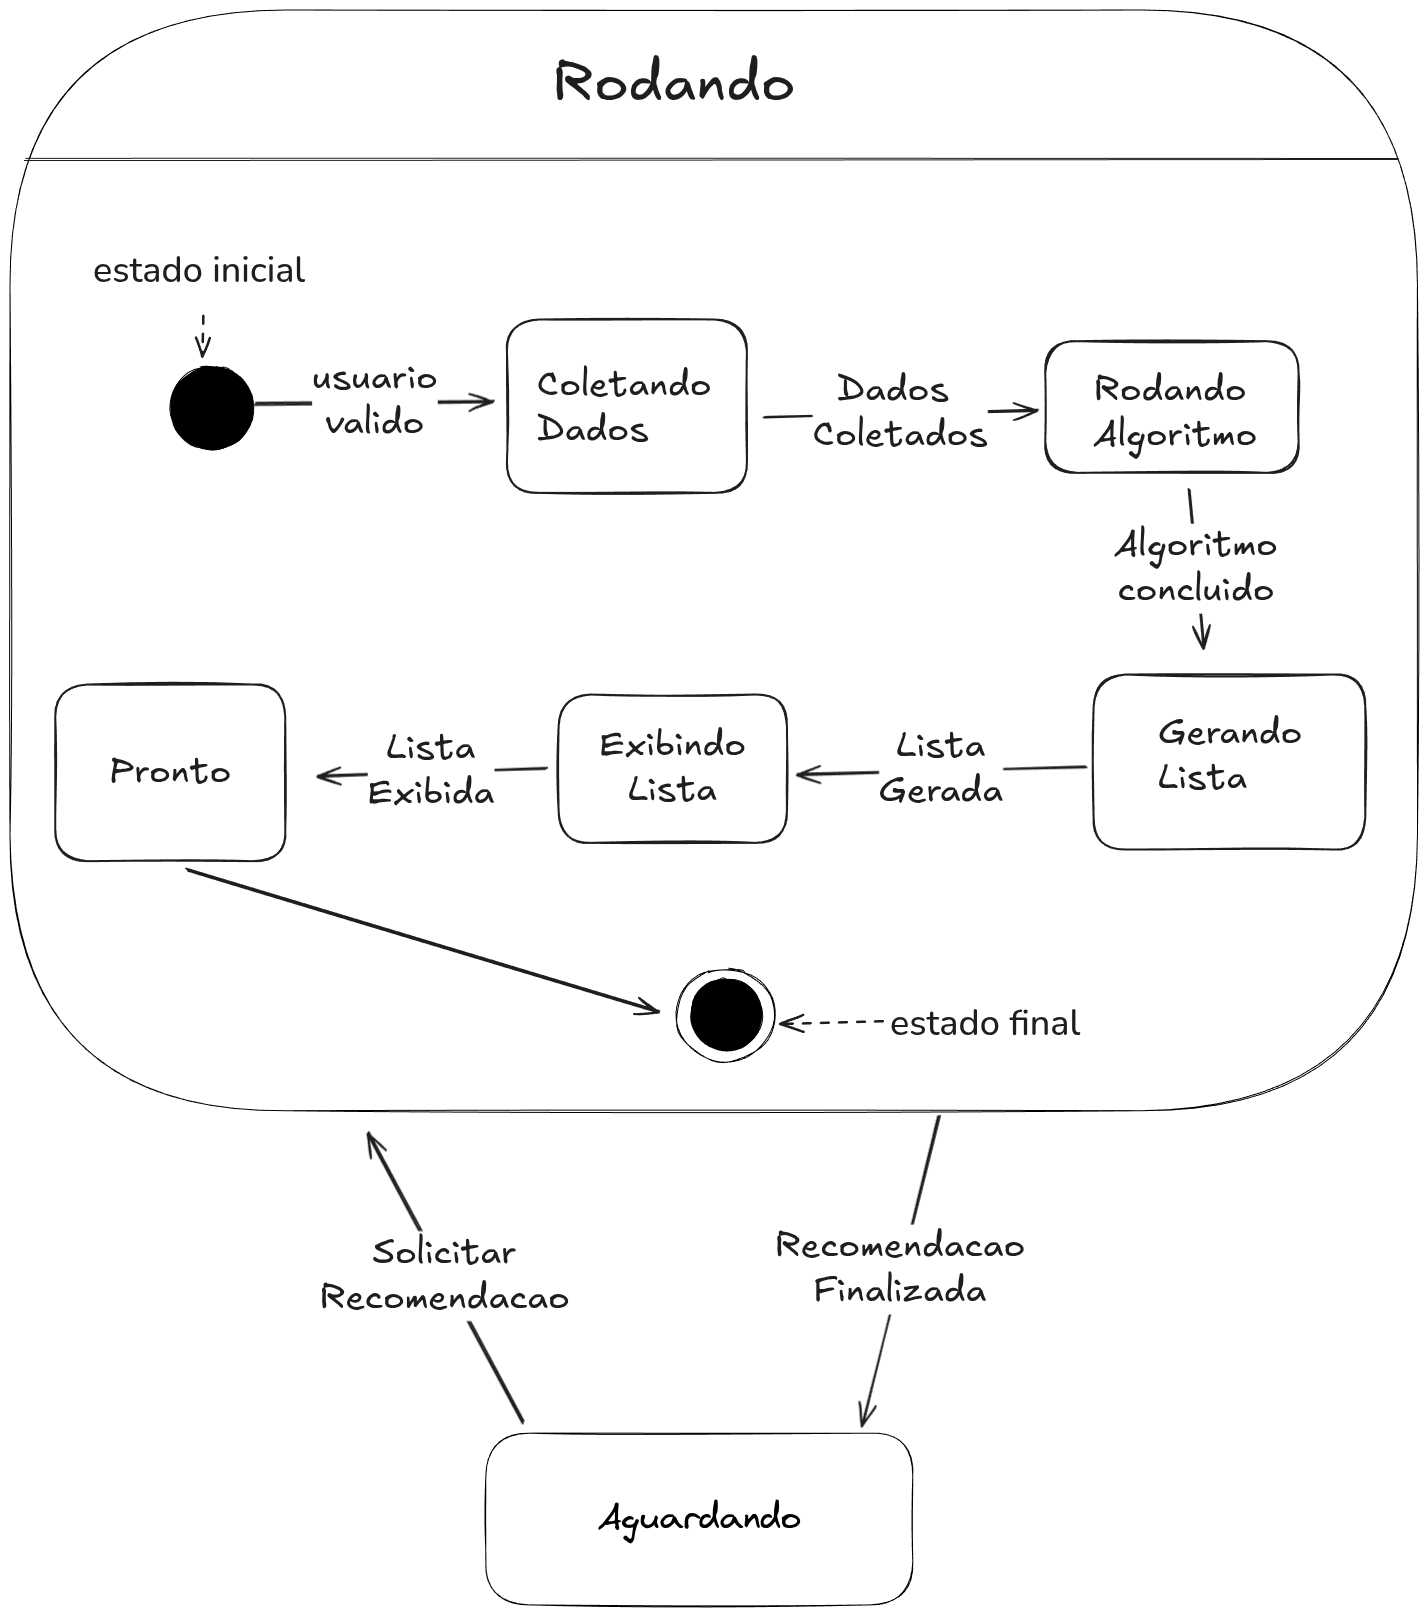 Rodando
estado inicial
usuario
valido
Coletando
Dados
Dados
Coletados
Rodando
Algoritmo
Algoritmo
concluido
Gerando
Lista
Lista
Gerada
Exibindo
Lista
Lista
Exibida
Pronto
estado final
Solicitar
Recomendacao
Recomendacao
Finalizada
Aguardando